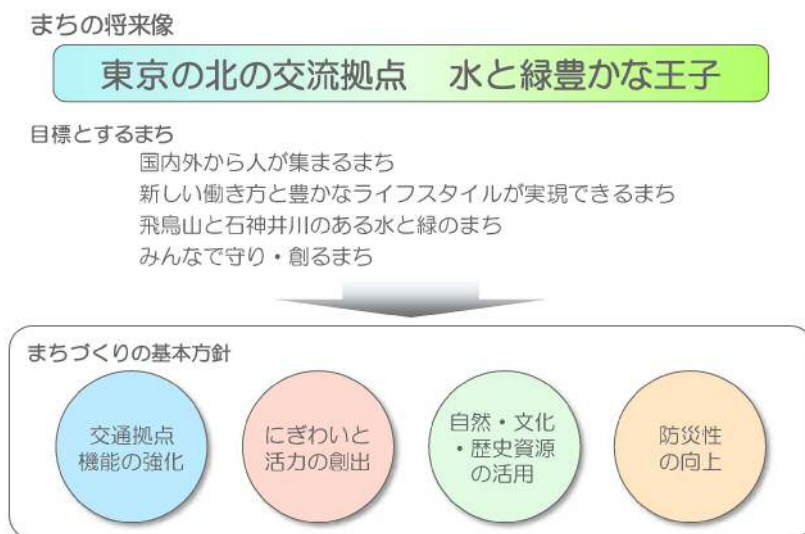 まちの将来像
東京の北の交流拠点　水と緑豊かな王子
目標とするまち
国内外から人が集まるまち
新しい働き方と豊かなライフスタイルが実現できるまち
飛鳥山と石神井川のある水と緑のまち
みんなで守り・創るまち
まちづくりの基本方針
交通拠点
機能の強化
にぎわいと
活力の創出
自然・文化
・歴史資源
の活用
防災性
の向上